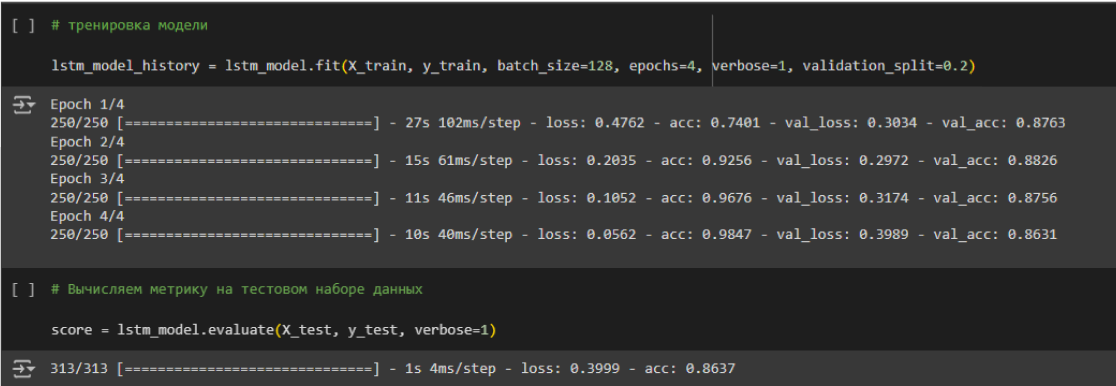 [ ] # тренировка модели
lstm_model_history = lstm_model.fit(X_train, y_train, batch_size=128, epochs=4, verbose=1, validation_split=0.2)
Epoch 1/4
250/250 [==============================] - 27s 102ms/step - loss: 0.4762 - acc: 0.7401 - val_loss: 0.3034 - val_acc: 0.8763
Epoch 2/4
250/250 [==============================] - 15s 61ms/step - loss: 0.2035 - acc: 0.9256 - val_loss: 0.2972 - val_acc: 0.8826
Epoch 3/4
250/250 [==============================] - 11s 46ms/step - loss: 0.1052 - acc: 0.9676 - val_loss: 0.3174 - val_acc: 0.8756
Epoch 4/4
250/250 [==============================] - 10s 40ms/step - loss: 0.0562 - acc: 0.9847 - val_loss: 0.3989 - val_acc: 0.8631
[ ] # Вычисляем метрику на тестовом наборе данных
score = lstm_model.evaluate(X_test, y_test, verbose=1)
313/313 [==============================] - 1s 4ms/step - loss: 0.3999 - acc: 0.8637